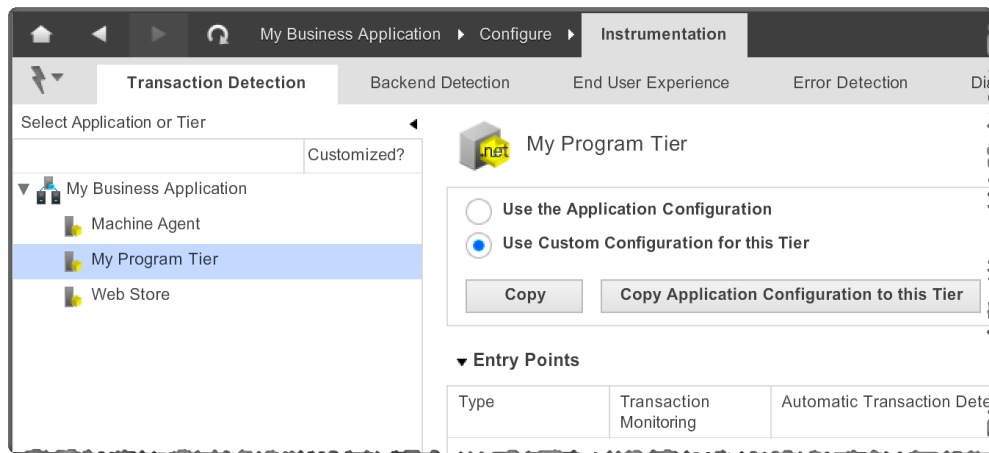 My Business Application Configure Instrumentation
Transaction Detection Backend Detection End User Experience Error Detection
Select Application or Tier
Customized?
My Business Application
Machine Agent
My Program Tier
Web Store
.net My Program Tier
Use the Application Configuration
Use Custom Configuration for this Tier
Copy Copy Application Configuration to this Tier
Entry Points
Type Transaction Monitoring Automatic Transaction